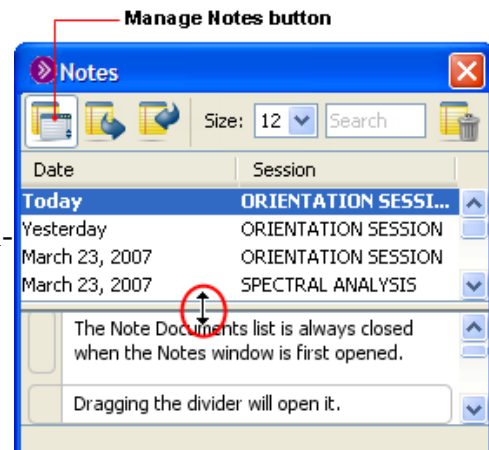 Manage Notes button
Notes
Size: 12 Search
Date Session
Today ORIENTATION SESSI...
Yesterday ORIENTATION SESSION
March 23, 2007 ORIENTATION SESSION
March 23, 2007 SPECTRAL ANALYSIS
The Note Documents list is always closed
when the Notes window is first opened.
Dragging the divider will open it.